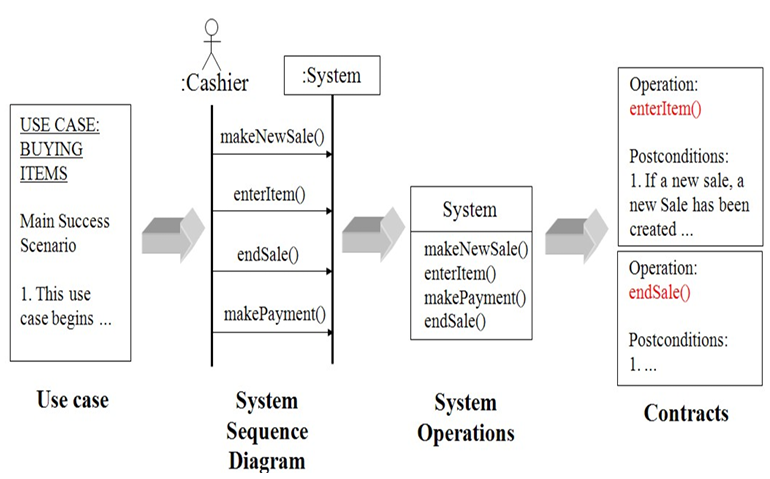 USE CASE:
BUYING
ITEMS
Main Success
Scenario
1. This use
case begins ...
Use case
:Cashier
:System
makeNewSale()
enterItem()
endSale()
makePayment()
System
Sequence
Diagram
System
makeNewSale()
enterItem()
makePayment()
endSale()
System
Operations
Operation:
enterItem()
Postconditions:
1. If a new sale, a
new Sale has been
created ...
Operation:
endSale()
Postconditions:
1. ...
Contracts